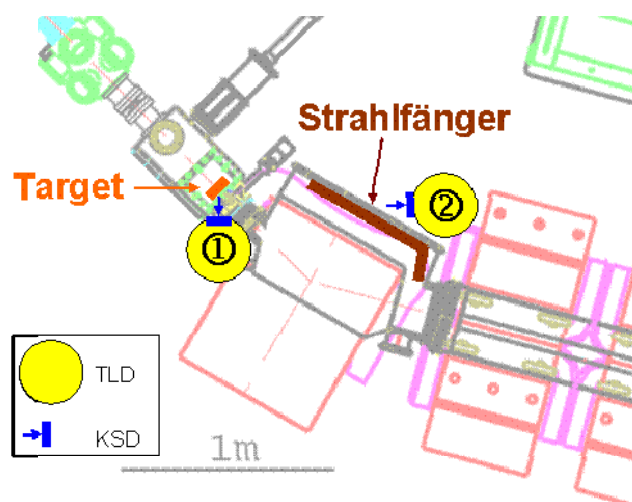 Strahlfänger
Target
②
①
TLD
KSD
1m